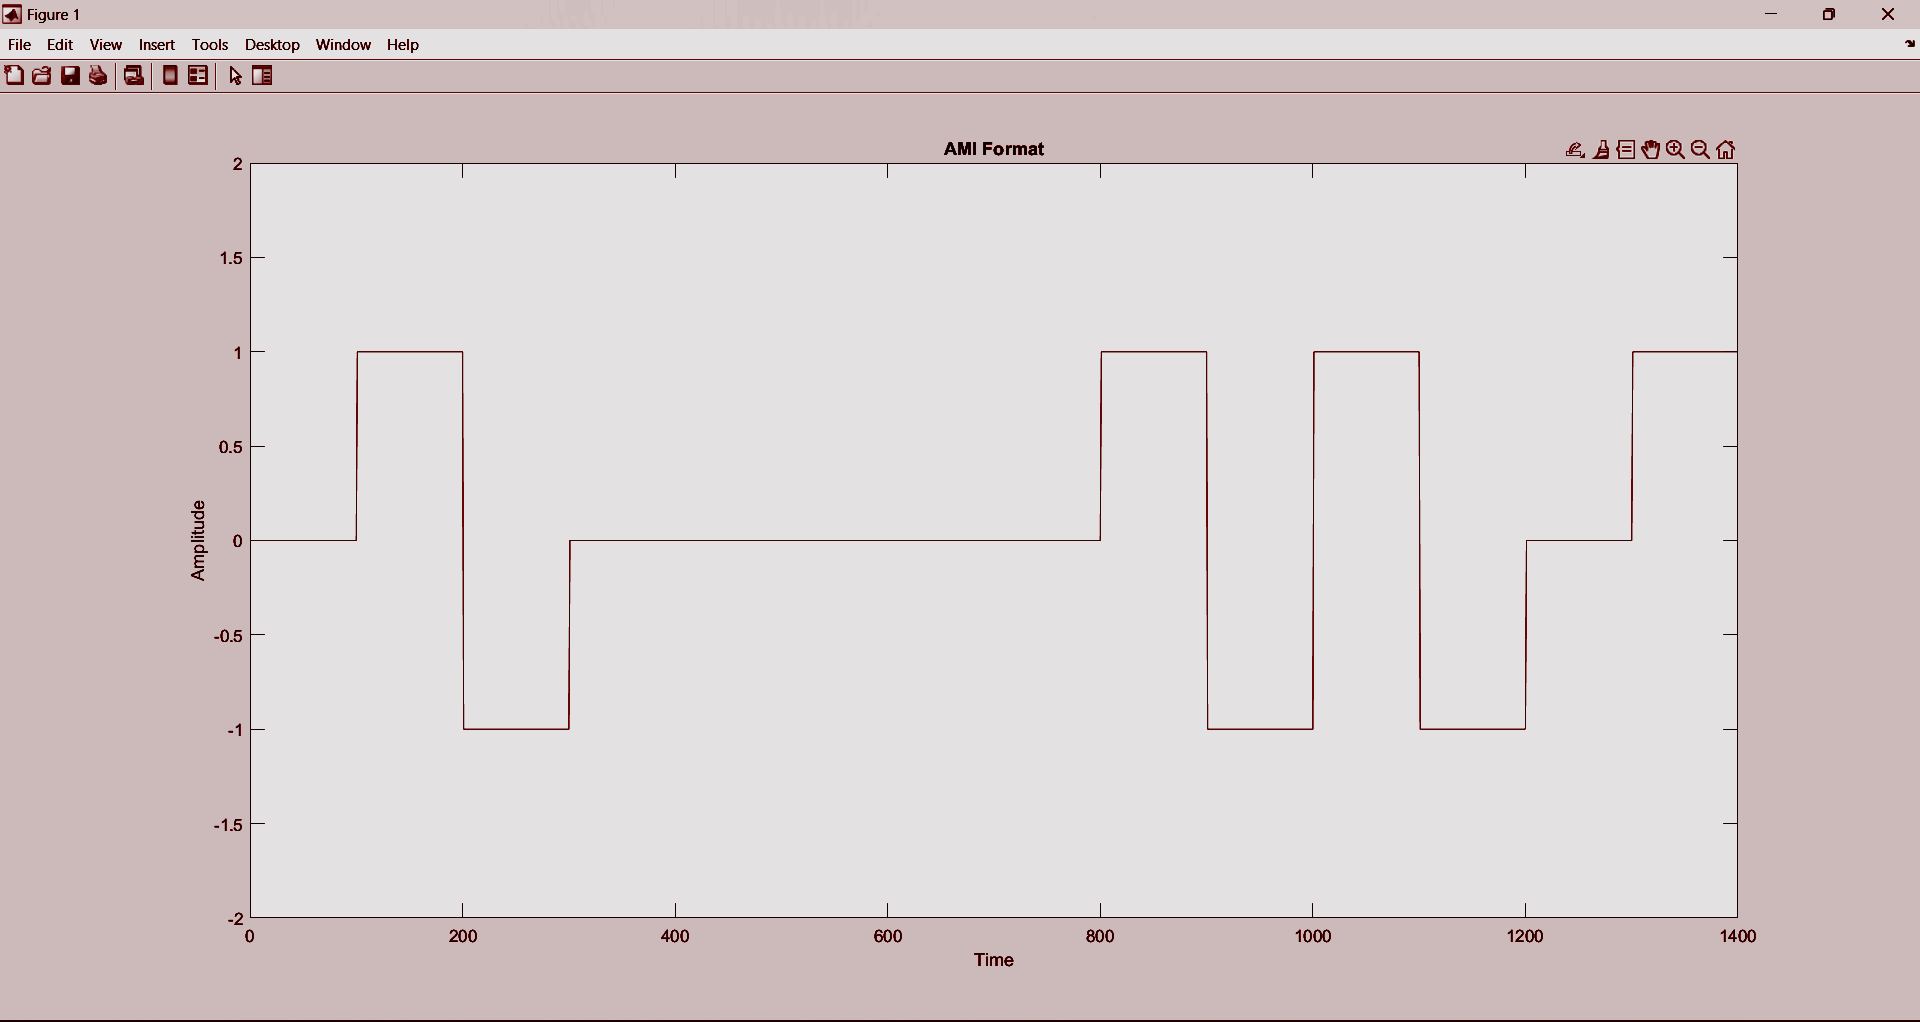 Figure 1
File Edit View Insert Tools Desktop Window Help
AMI Format
2
1.5
1
0.5
0
-0.5
-1
-1.5
-2
Amplitude
0 200 400 600 800 1000 1200 1400
Time